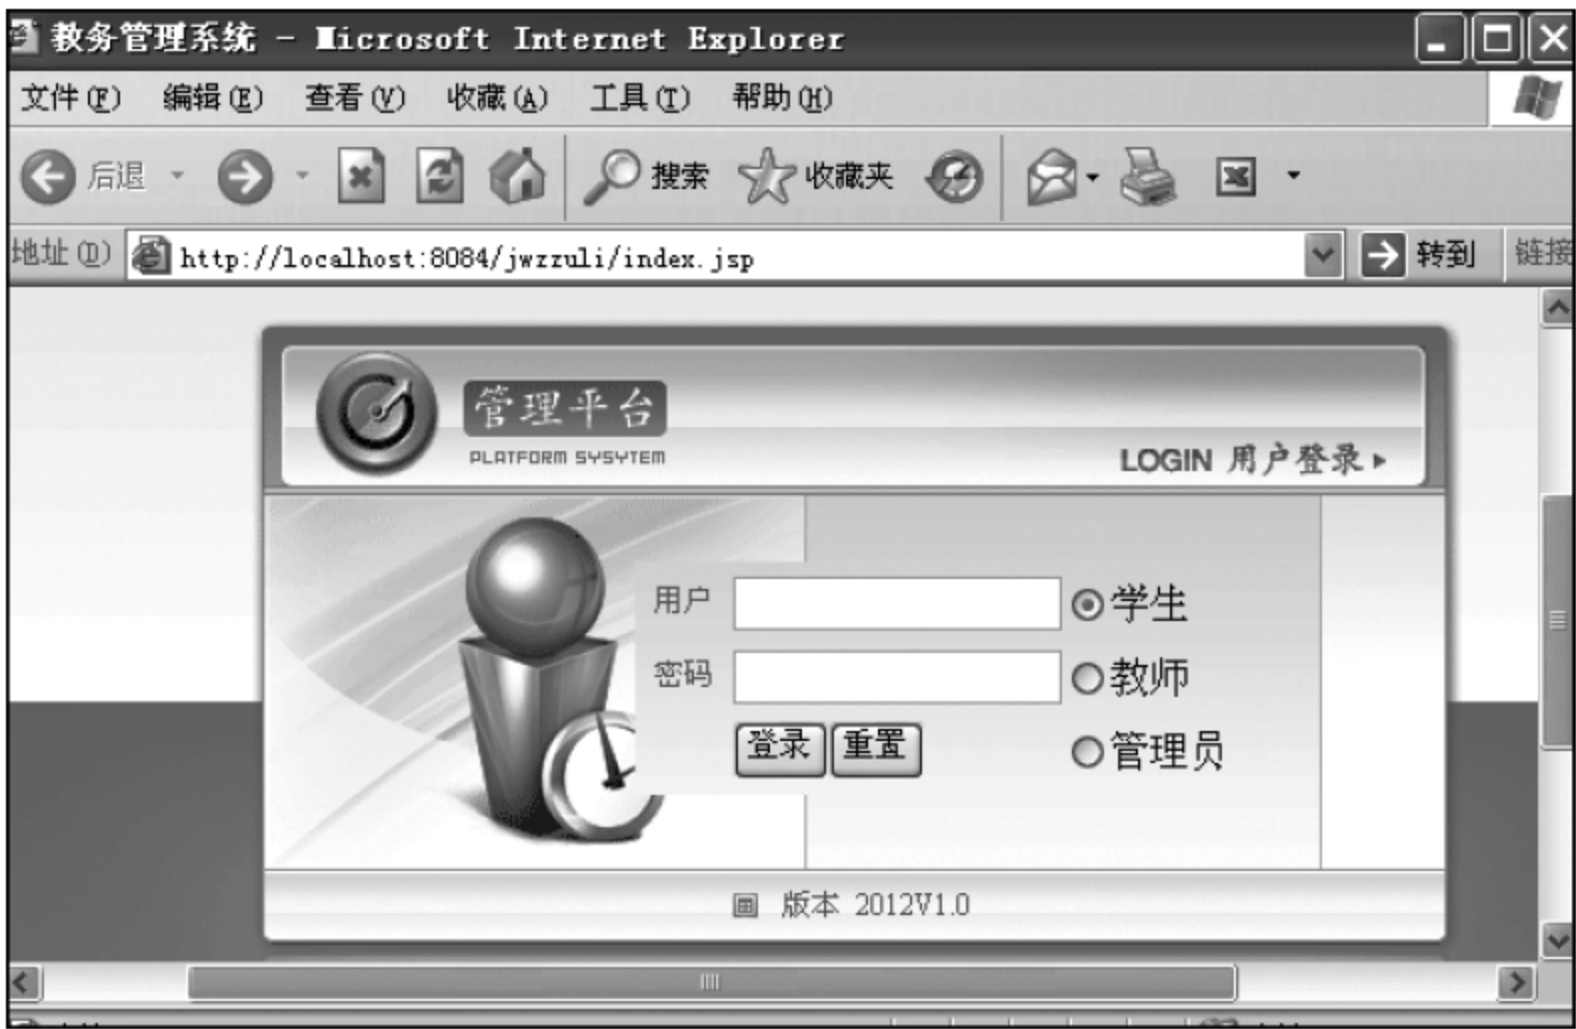 教务管理系统 - Microsoft Internet Explorer
文件(F) 编辑(E) 查看(V) 收藏(A) 工具(T) 帮助(H)
后退 搜索 收藏夹
地址(D) http://localhost:8084/jwzzuli/index.jsp 转到 链接
管理平台
PLATFORM SYSYTEM
LOGIN 用户登录
用户 学生
密码 教师
登录 重置 管理员
版本 2012V1.0